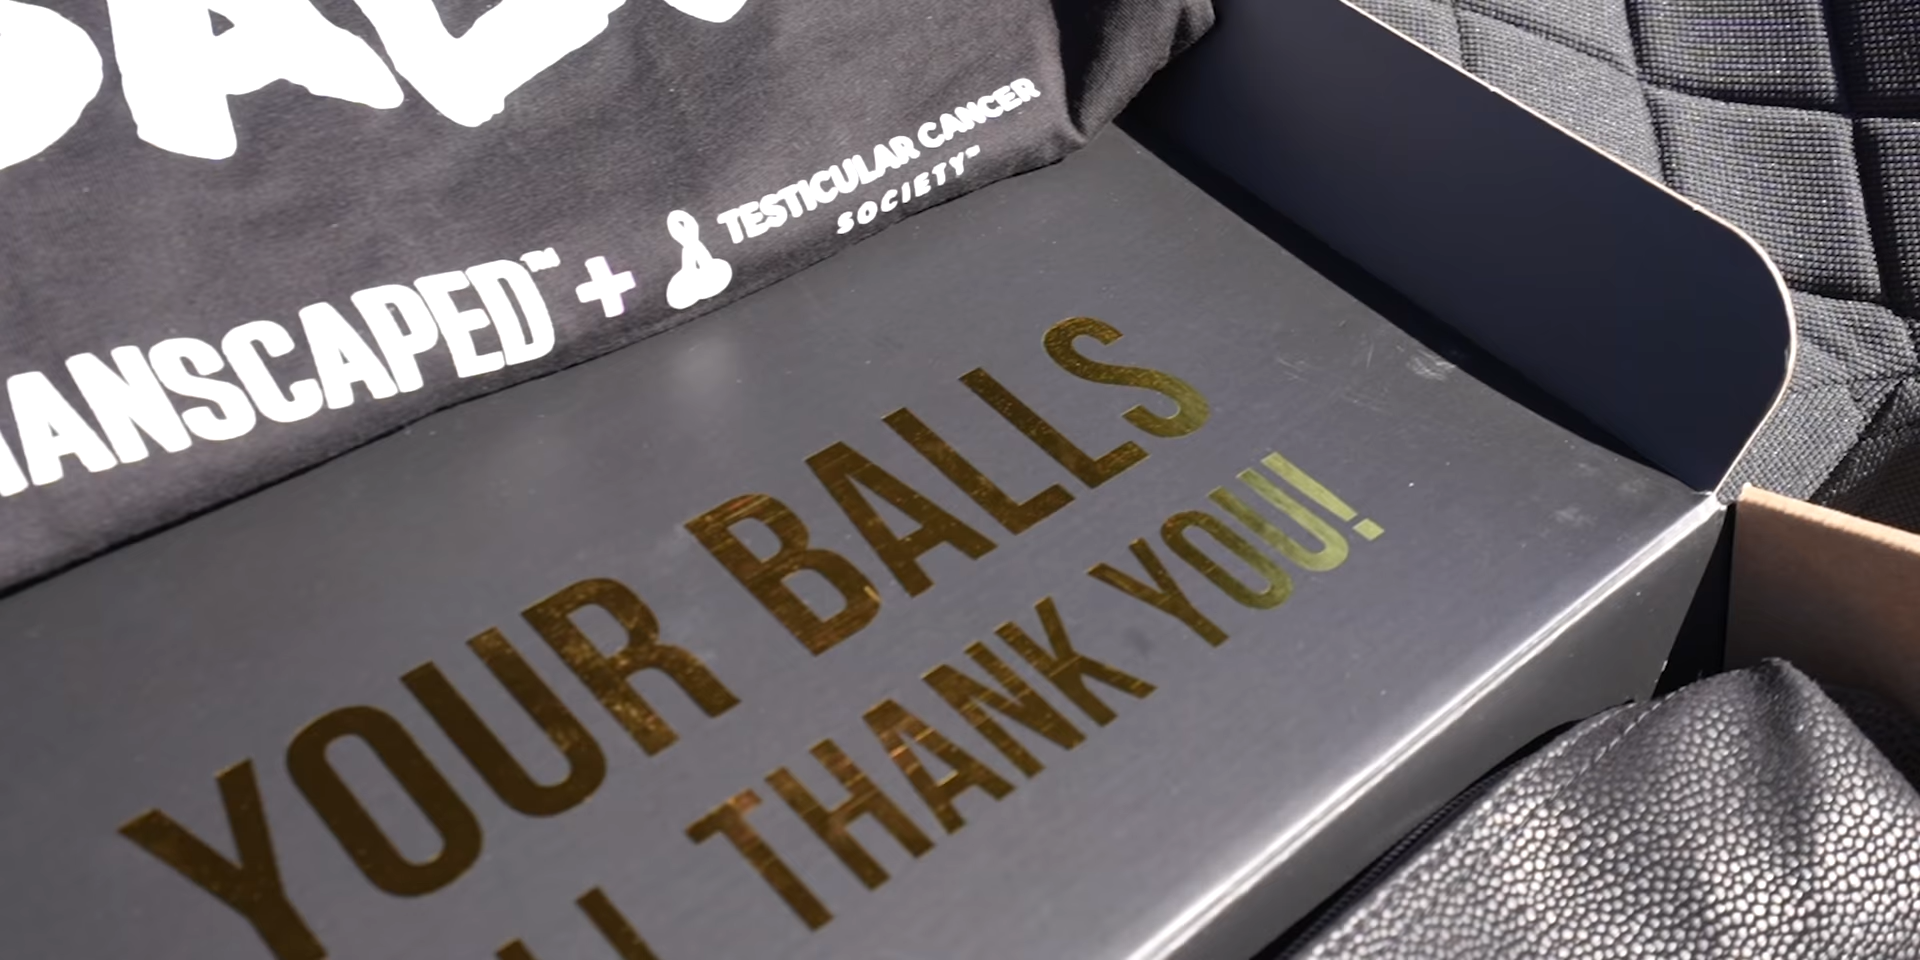 TESTICULAR CANCER
SOCIETY™
MANSCAPED™ +
YOUR BALLS
THANK YOU!